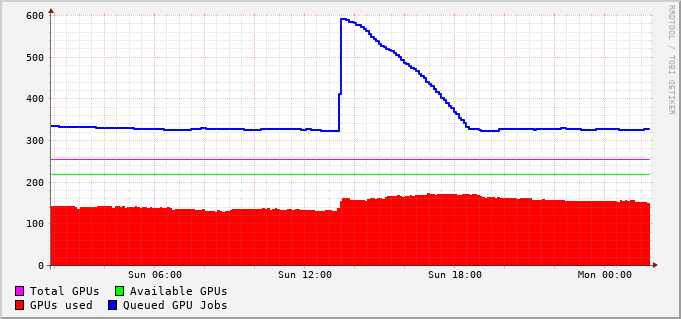 600
500
400
300
200
100
0
Sun 06:00 Sun 12:00 Sun 18:00 Mon 00:00
Total GPUs Available GPUs
GPUs used Queued GPU Jobs
RRDTOOL / TOBI OETIKER